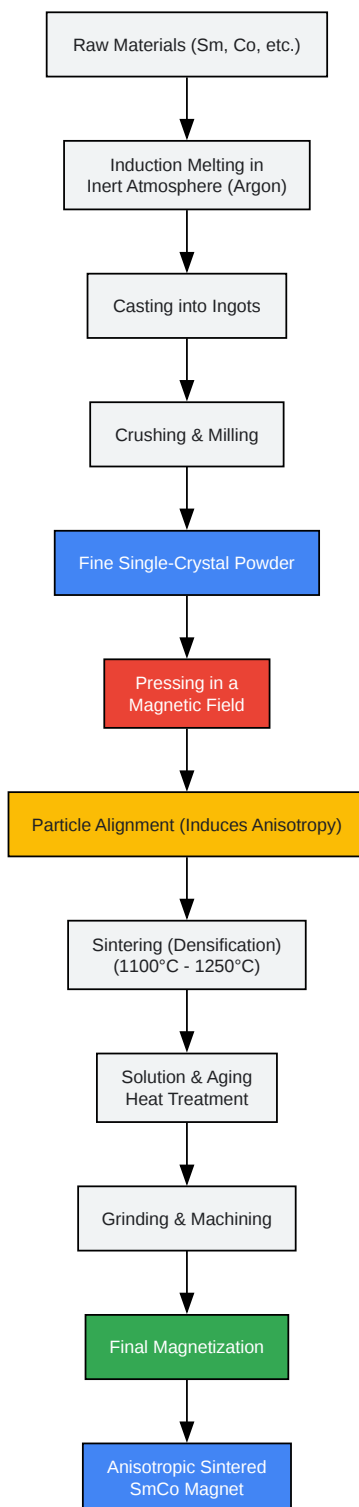 Raw Materials (Sm, Co, etc.)
Induction Melting in
Inert Atmosphere (Argon)
Casting into Ingots
Crushing & Milling
Fine Single-Crystal Powder
Pressing in a
Magnetic Field
Particle Alignment (Induces Anisotropy)
Sintering (Densification)
(1100°C - 1250°C)
Solution & Aging
Heat Treatment
Grinding & Machining
Final Magnetization
Anisotropic Sintered
SmCo Magnet